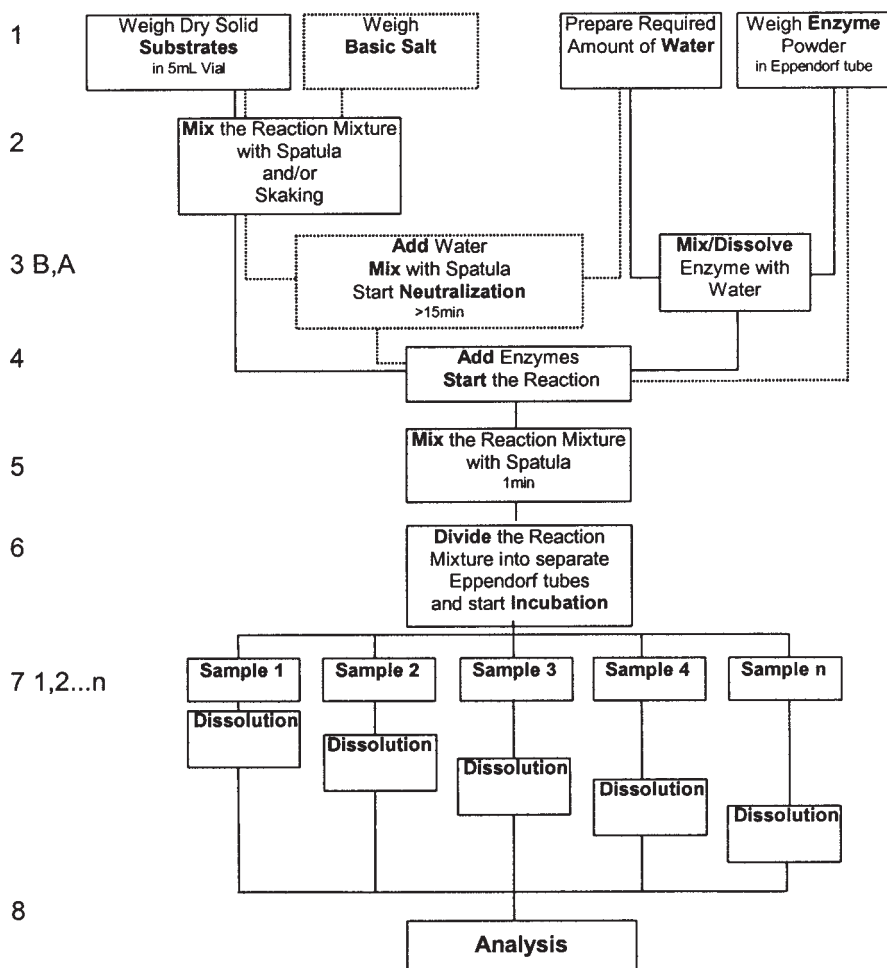 1
Weigh Dry Solid
Substrates
in 5mL Vial
Weigh
Basic Salt
Prepare Required
Amount of Water
Weigh Enzyme
Powder
in Eppendorf tube
2
Mix the Reaction Mixture
with Spatula
and/or
Skaking
3 B,A
Add Water
Mix with Spatula
Start Neutralization
>15min
Mix/Dissolve
Enzyme with
Water
4
Add Enzymes
Start the Reaction
5
Mix the Reaction Mixture
with Spatula
1min
6
Divide the Reaction
Mixture into separate
Eppendorf tubes
and start Incubation
7 1,2...n
Sample 1
Sample 2
Sample 3
Sample 4
Sample n
Dissolution
Dissolution
Dissolution
Dissolution
Dissolution
8
Analysis